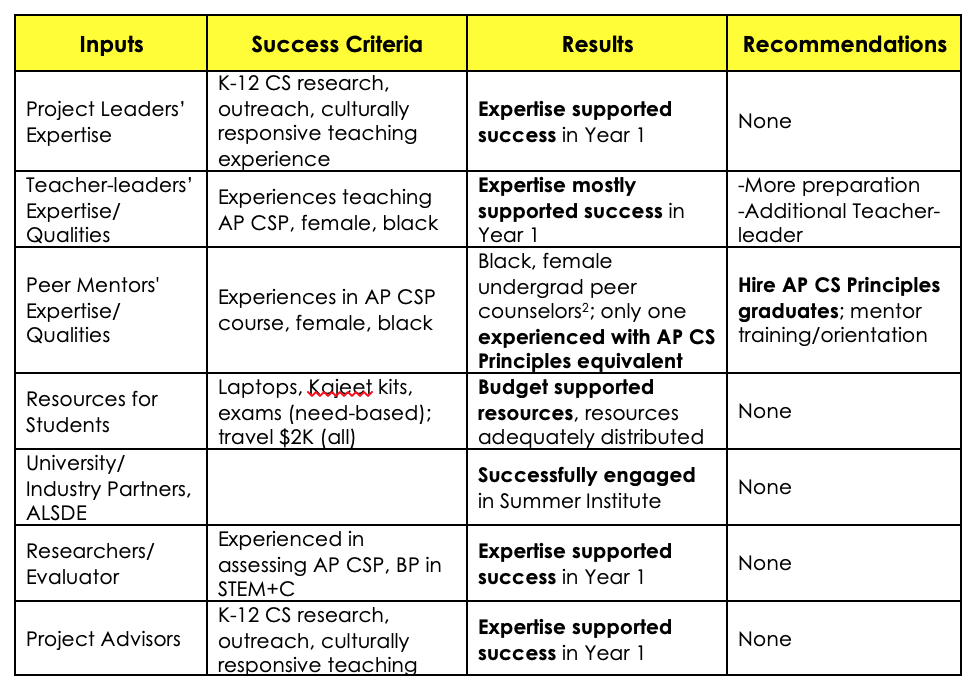 Inputs
Success Criteria
Results
Recommendations
Project Leaders'
Expertise
K-12 CS research,
outreach, culturally
responsive teaching
experience
Expertise supported
success in Year 1
None
Teacher-leaders'
Expertise/
Qualities
Experiences teaching
AP CSP, female, black
Expertise mostly
supported success in
Year 1
-More preparation
-Additional Teacher-
leader
Peer Mentors'
Expertise/
Qualities
Experiences in AP CSP
course, female, black
Black, female
undergrad peer
counselors²; only one
experienced with AP CS
Principles equivalent
Hire AP CS Principles
graduates; mentor
training/orientation
Resources for
Students
Laptops, Kajeet kits,
exams (need-based);
travel $2K (all)
Budget supported
resources, resources
adequately distributed
None
University/
Industry Partners,
ALSDE
Successfully engaged
in Summer Institute
None
Researchers/
Evaluator
Experienced in
assessing AP CSP, BP in
STEM+C
Expertise supported
success in Year 1
None
Project Advisors
K-12 CS research,
outreach, culturally
responsive teaching
Expertise supported
success in Year 1
None